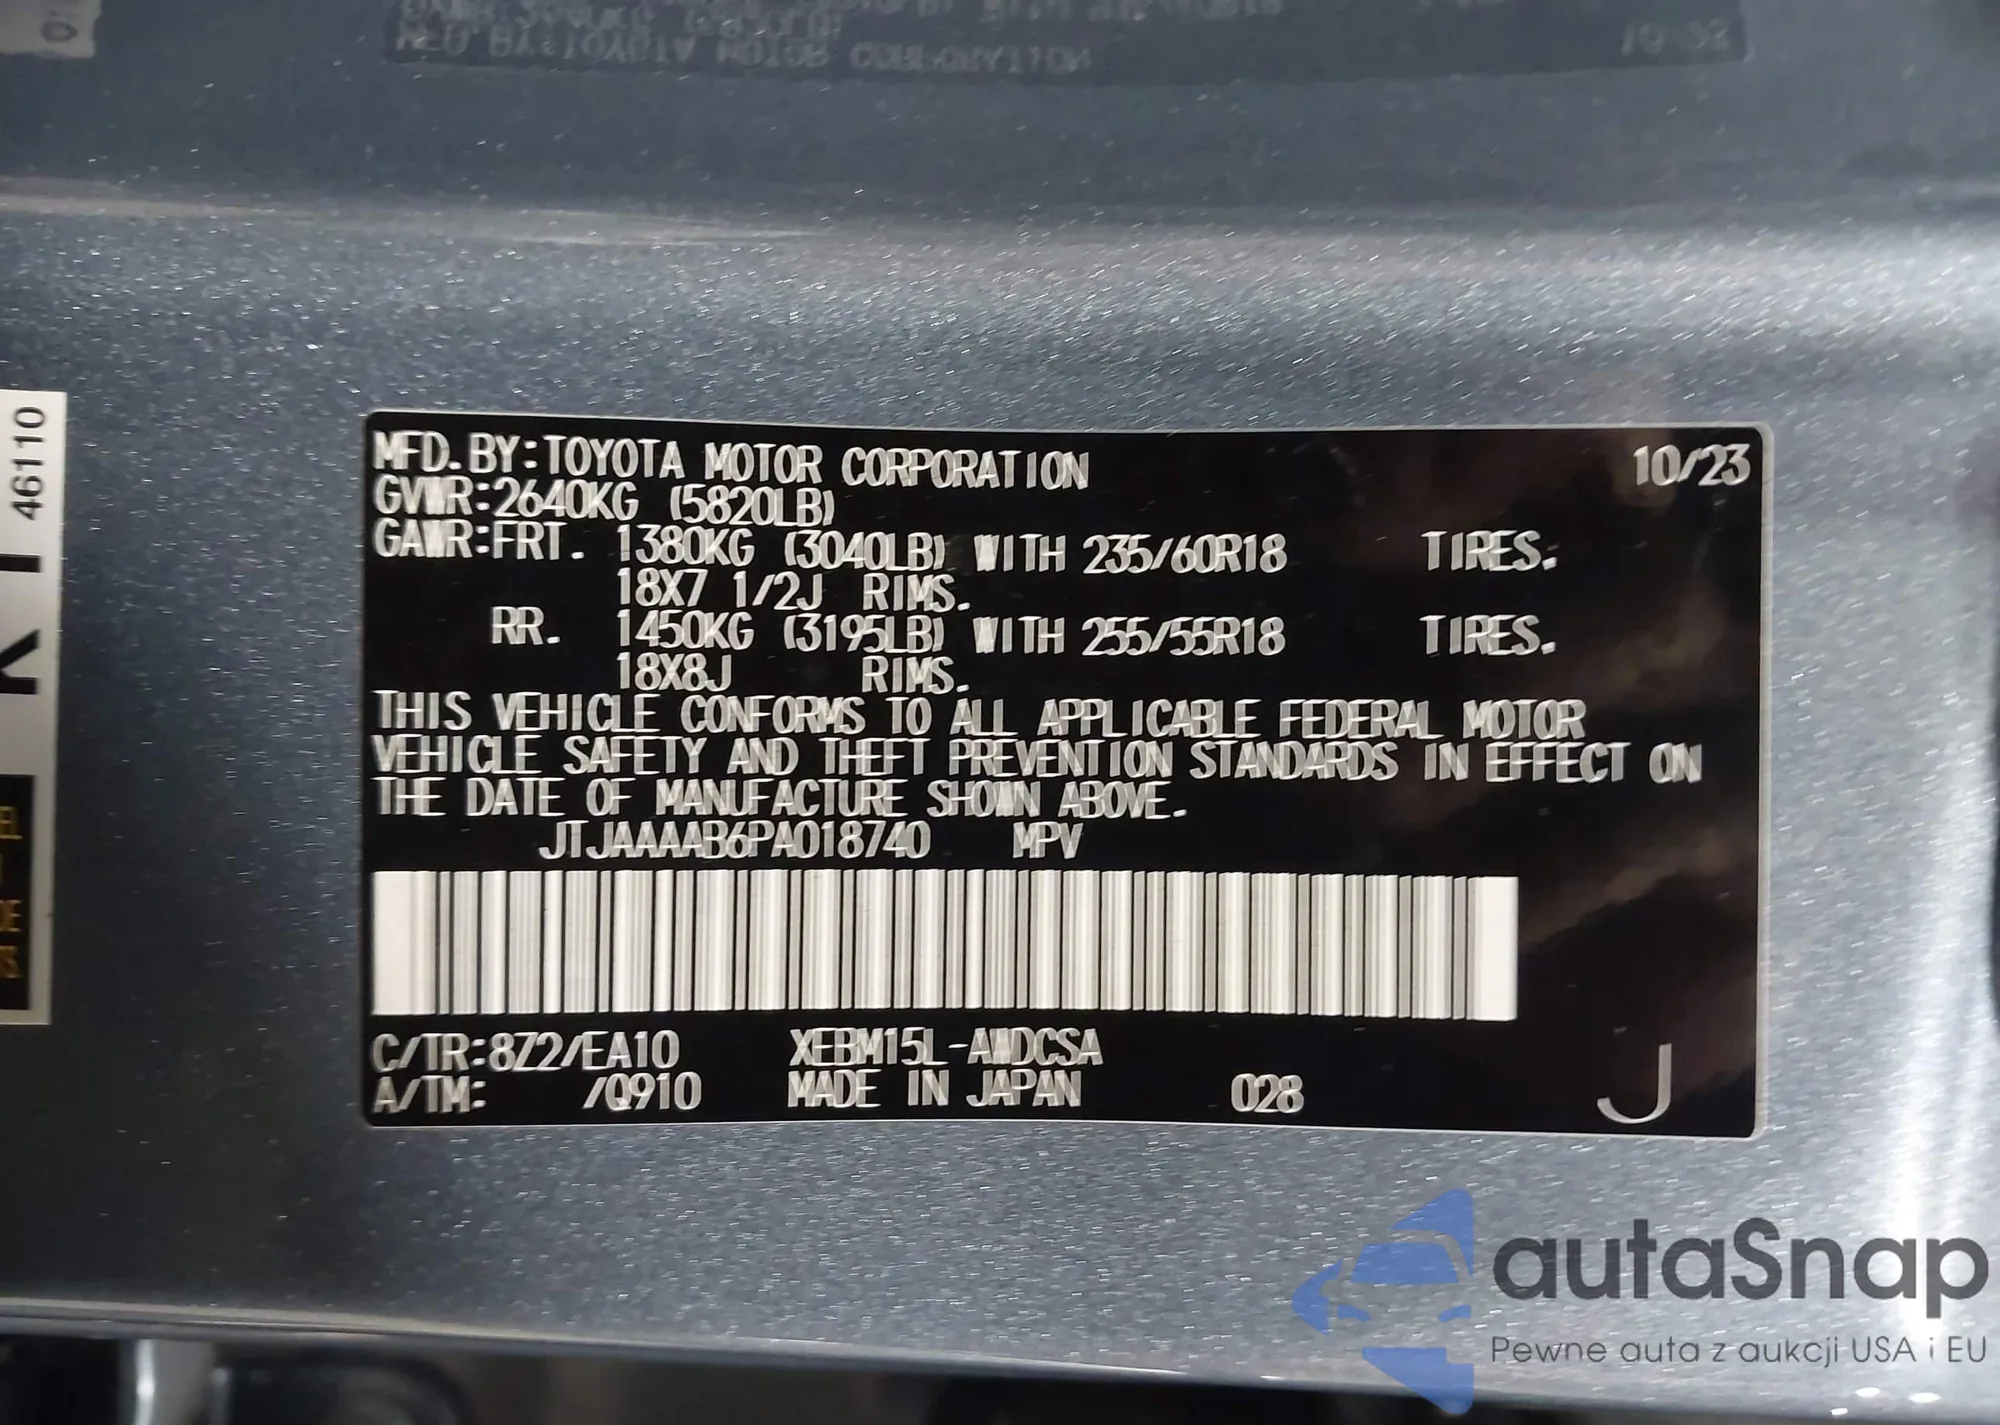 MFD. BY: TOYOTA MOTOR CORPORATION 10/23
GVWR: 2640KG (5820LB)
GAWR: FRT. 1380KG (3040LB) WITH 235/60R18 TIRES.
18X7 1/2J RIMS.
RR. 1450KG (3195LB) WITH 255/55R18 TIRES.
18X8J RIMS.
THIS VEHICLE CONFORMS TO ALL APPLICABLE FEDERAL MOTOR
VEHICLE SAFETY AND THEFT PREVENTION STANDARDS IN EFFECT ON
THE DATE OF MANUFACTURE SHOWN ABOVE.
JTJAAAAB6PA018740 MPV
C/TR: 8Z2/EA10 XEBM15L-AWDCSA
A/TM: /Q910 MADE IN JAPAN 028 J
46110
autaSnap
Pewne auta z aukcji USA i EU